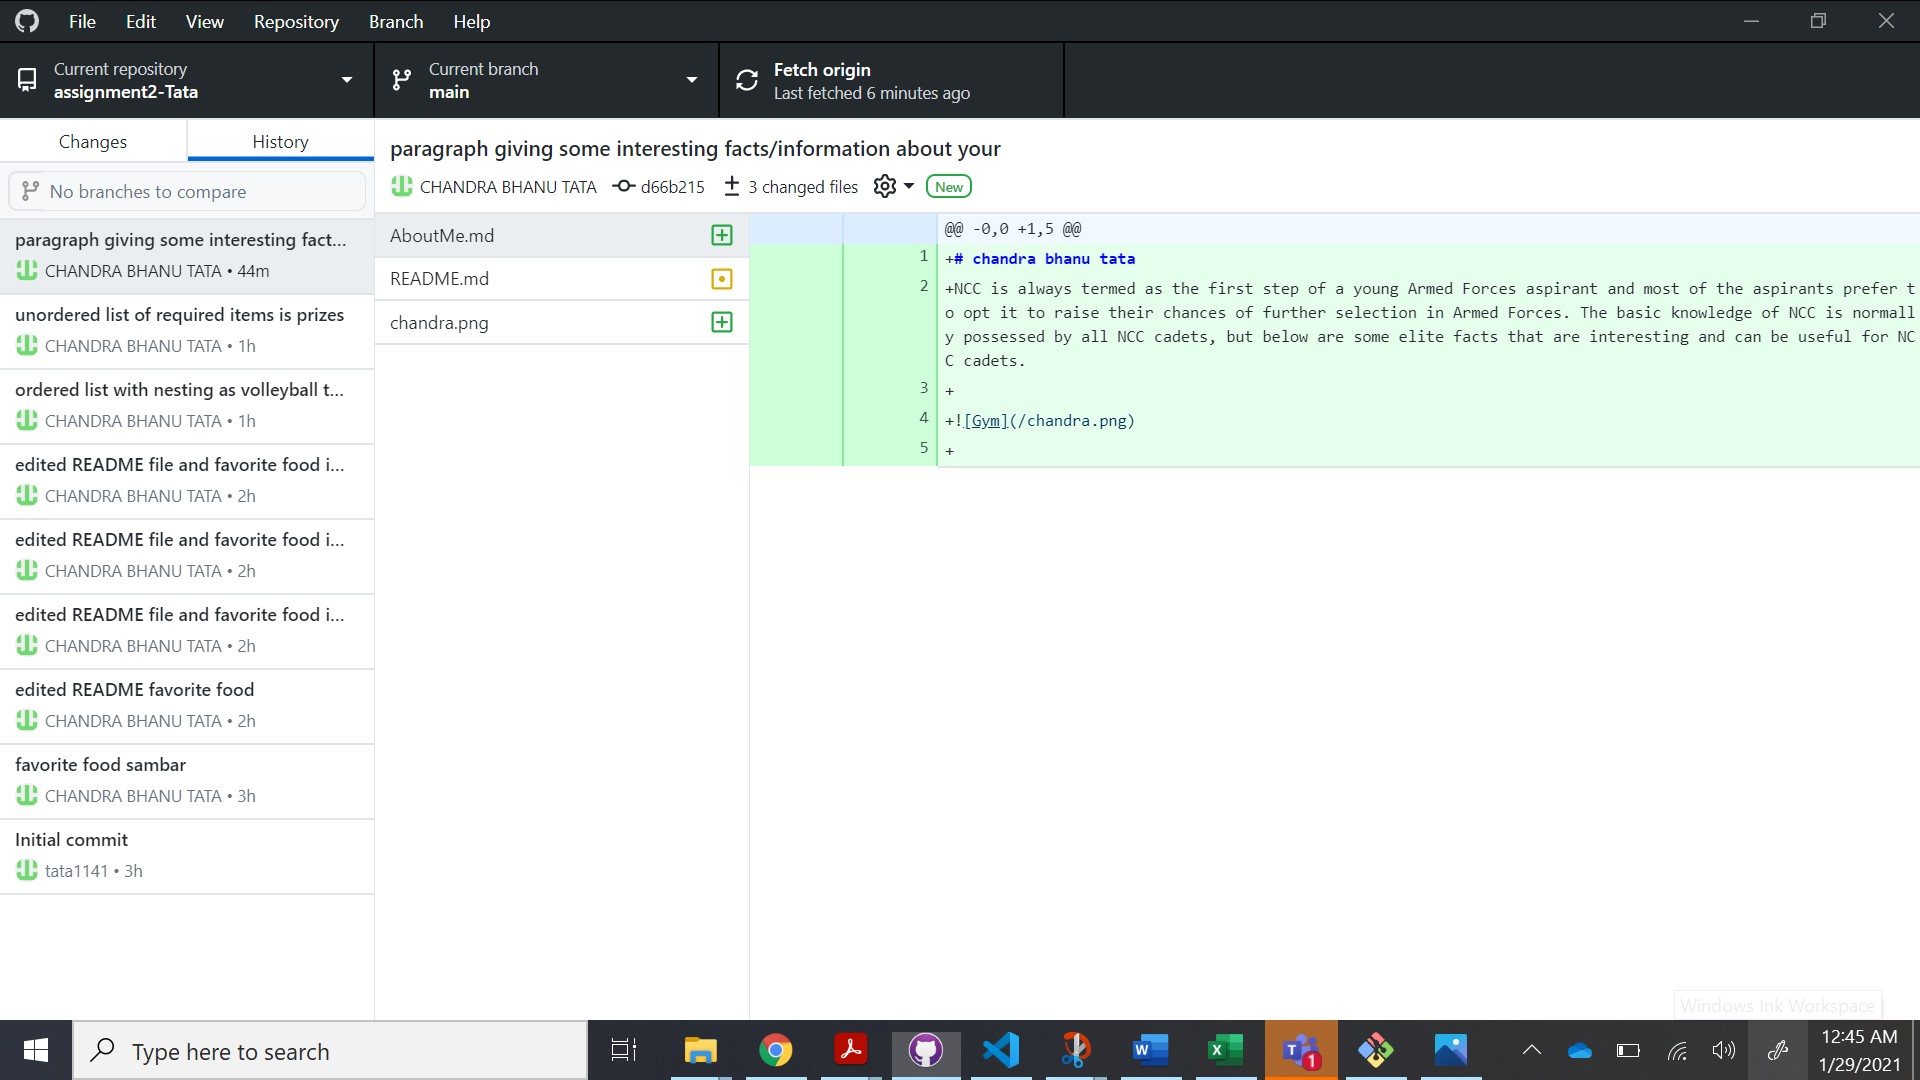 File Edit View Repository Branch Help
Current repository
assignment2-Tata
Current branch
main
Fetch origin
Last fetched 6 minutes ago
Changes
History
No branches to compare
paragraph giving some interesting fact...
CHANDRA BHANU TATA • 44m
unordered list of required items is prizes
CHANDRA BHANU TATA • 1h
ordered list with nesting as volleyball t...
CHANDRA BHANU TATA • 1h
edited README file and favorite food i...
CHANDRA BHANU TATA • 2h
edited README file and favorite food i...
CHANDRA BHANU TATA • 2h
edited README file and favorite food i...
CHANDRA BHANU TATA • 2h
edited README favorite food
CHANDRA BHANU TATA • 2h
favorite food sambar
CHANDRA BHANU TATA • 3h
Initial commit
tata1141 • 3h
paragraph giving some interesting facts/information about your
CHANDRA BHANU TATA d66b215 3 changed files New
AboutMe.md
README.md
chandra.png
@@ -0,0 +1,5 @@
1 +# chandra bhanu tata
2 +NCC is always termed as the first step of a young Armed Forces aspirant and most of the aspirants prefer t
o opt it to raise their chances of further selection in Armed Forces. The basic knowledge of NCC is normall
y possessed by all NCC cadets, but below are some elite facts that are interesting and can be useful for NC
C cadets.
3 +
4 +![Gym](/chandra.png)
5 +
Windows Ink Workspace
Type here to search
W
X
T
1
12:45 AM
1/29/2021